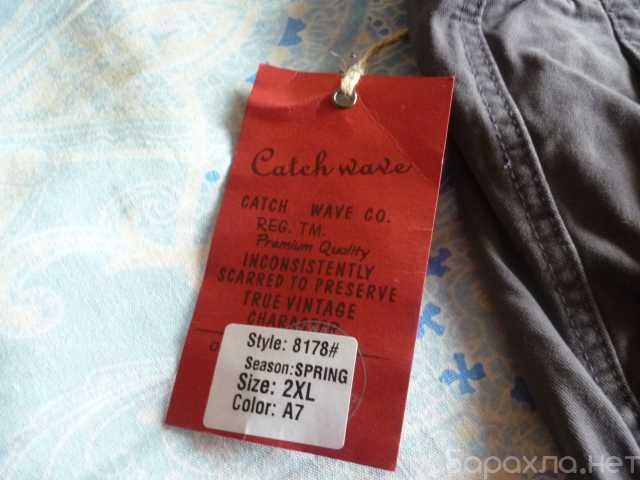 Catch wave
CATCH WAVE CO.
REG. TM.
Premium Quality
INCONSISTENTLY
SCARRED TO PRESERVE
TRUE VINTAGE
CHARACTER
Style: 8178#
Season:SPRING
Size: 2XL
Color: A7
Барахла.нет